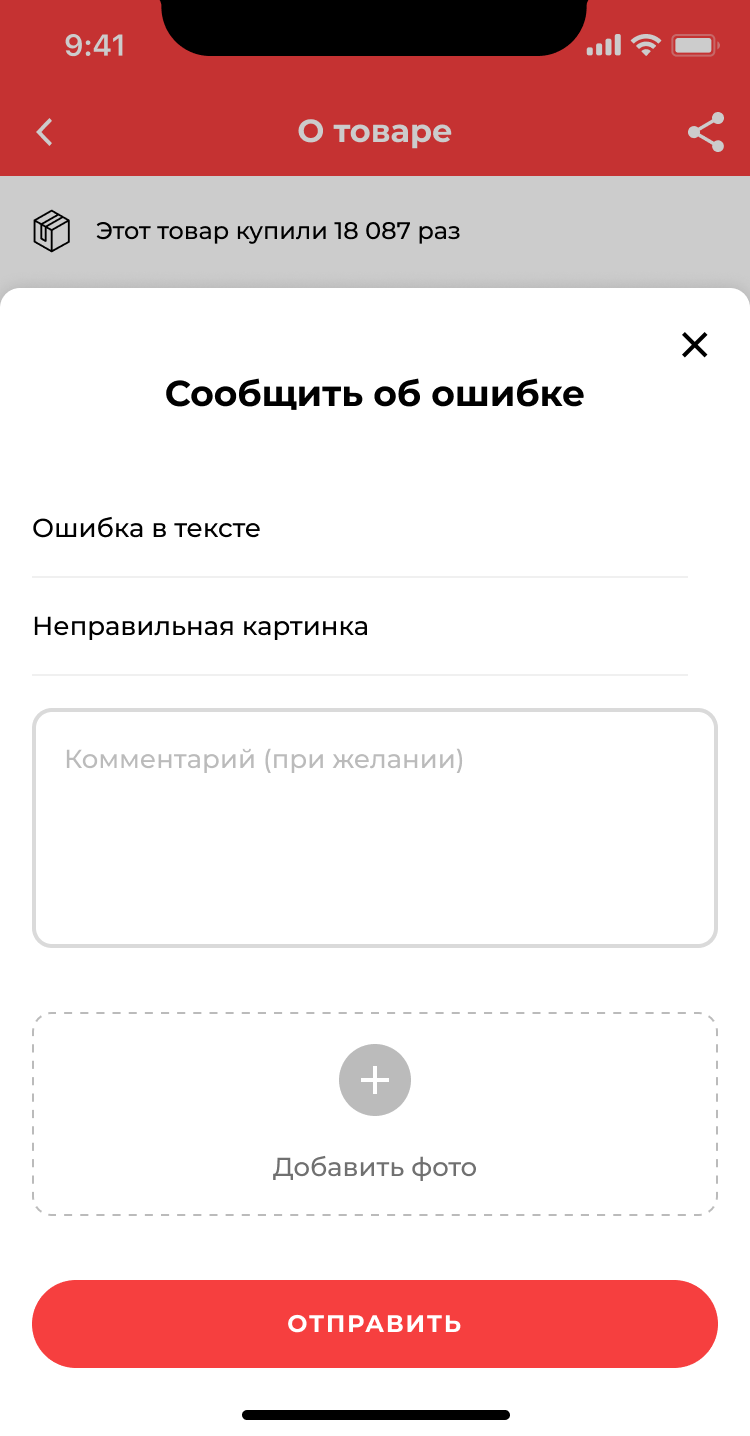 9:41
О товаре
Этот товар купили 18 087 раз
Сообщить об ошибке
Ошибка в тексте
Неправильная картинка
Комментарий (при желании)
Добавить фото
ОТПРАВИТЬ